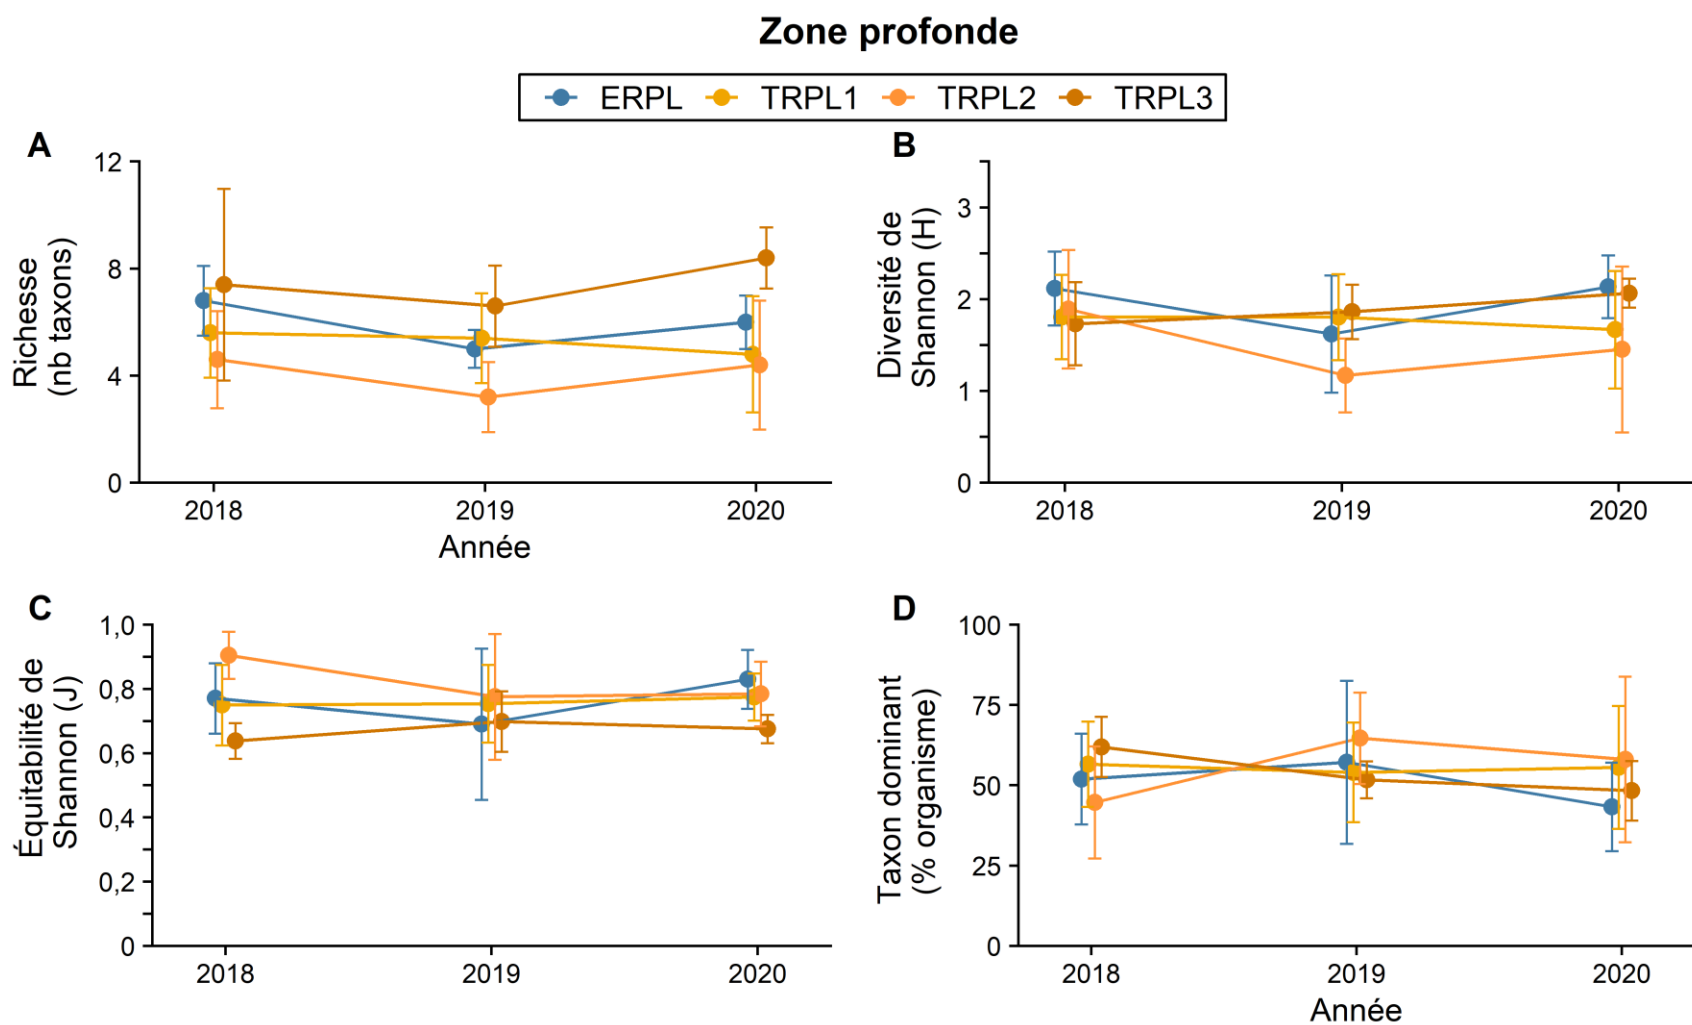 Zone profonde
ERPL TRPL1 TRPL2 TRPL3
A
Richesse
(nb taxons)
12
8
4
0
2018 2019 2020
Année
B
Diversité de
Shannon (H)
3
2
1
0
2018 2019 2020
C
Équitabilité de
Shannon (J)
1,0
0,8
0,6
0,4
0,2
0
2018 2019 2020
D
Taxon dominant
(% organisme)
100
75
50
25
0
2018 2019 2020
Année